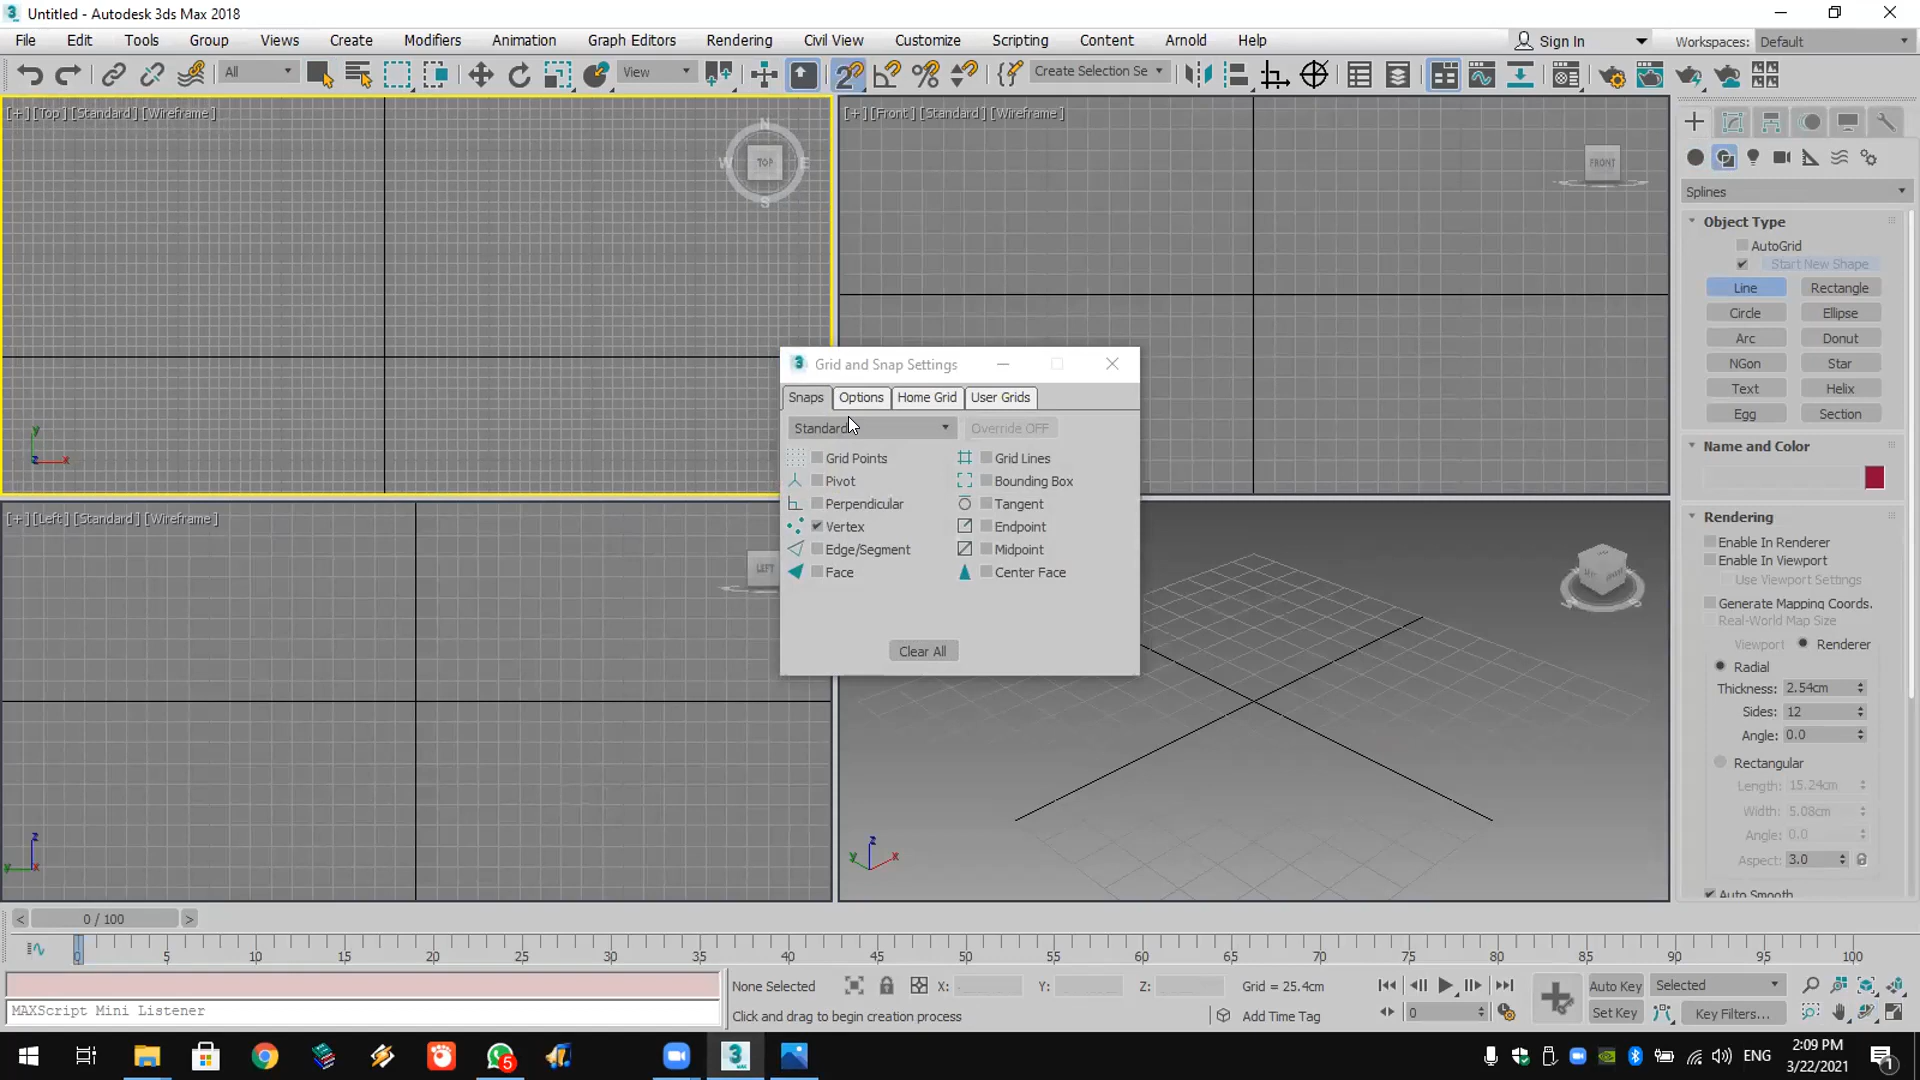 Untitled - Autodesk 3ds Max 2018
File Edit Tools Group Views Create Modifiers Animation Graph Editors Rendering Civil View Customize Scripting Content Arnold Help Sign In Workspaces: Default
All View Create Selection Se
[+][Top][Standard][Wireframe]
N
W TOP E
S
y
z x
[+][Front][Standard][Wireframe]
FRONT
[+][Left][Standard][Wireframe]
LEFT
z
y x
z
y x
Grid and Snap Settings
Snaps Options Home Grid User Grids
Standard Override OFF
Grid Points Grid Lines
Pivot Bounding Box
Perpendicular Tangent
Vertex Endpoint
Edge/Segment Midpoint
Face Center Face
Clear All
Splines
Object Type
AutoGrid
Start New Shape
Line Rectangle
Circle Ellipse
Arc Donut
NGon Star
Text Helix
Egg Section
Name and Color
Rendering
Enable In Renderer
Enable In Viewport
Use Viewport Settings
Generate Mapping Coords.
Real-World Map Size
Viewport Renderer
Radial
Thickness: 2.54cm
Sides: 12
Angle: 0.0
Rectangular
Length: 15.24cm
Width: 5.08cm
Angle: 0.0
Aspect: 3.0
Auto Smooth
< 0 / 100 >
0 5 10 15 20 25 30 35 40 45 50 55 60 65 70 75 80 85 90 95 100
None Selected X: Y: Z: Grid = 25.4cm Auto Key Selected
MAXScript Mini Listener Click and drag to begin creation process Add Time Tag 0 Set Key Key Filters...
5 3 MAX ENG 2:09 PM
3/22/2021 1